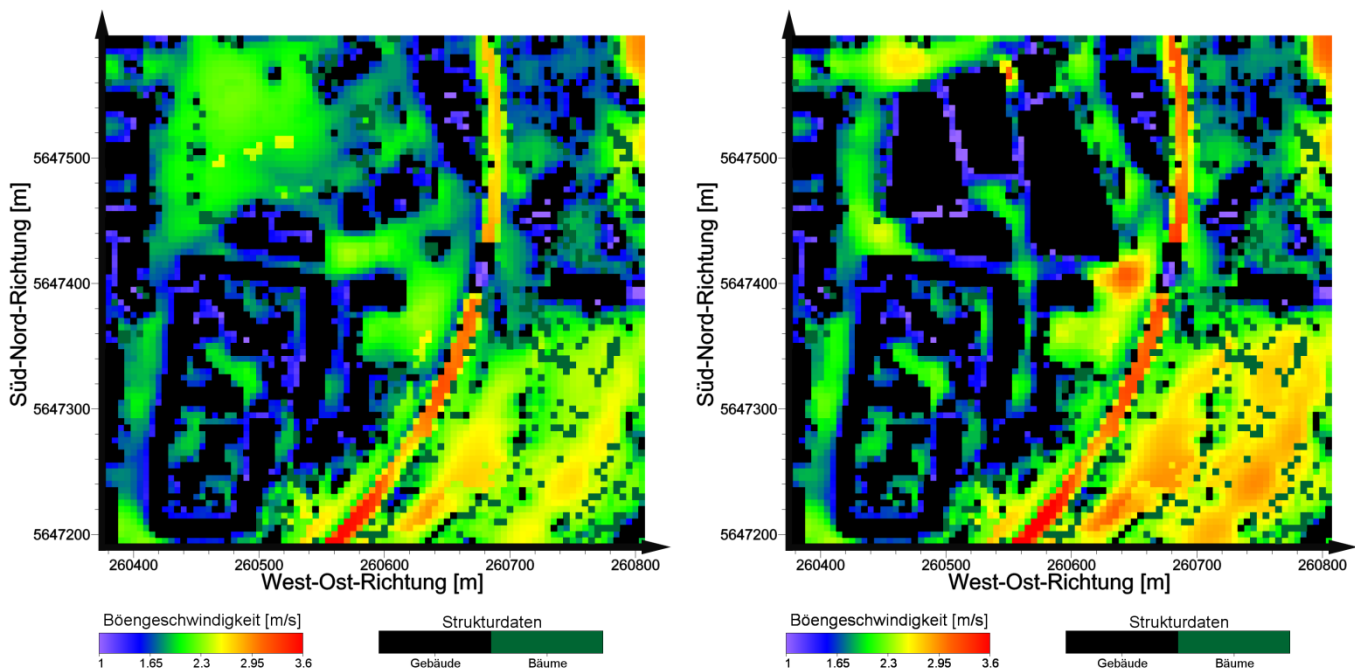 Süd-Nord-Richtung [m]
5647500
5647400
5647300
5647200
260400 260500 260600 260700 260800
West-Ost-Richtung [m]
Böengeschwindigkeit [m/s]
1 1.65 2.3 2.95 3.6
Strukturdaten
Gebäude Bäume
Süd-Nord-Richtung [m]
5647500
5647400
5647300
5647200
260400 260500 260600 260700 260800
West-Ost-Richtung [m]
Böengeschwindigkeit [m/s]
1 1.65 2.3 2.95 3.6
Strukturdaten
Gebäude Bäume